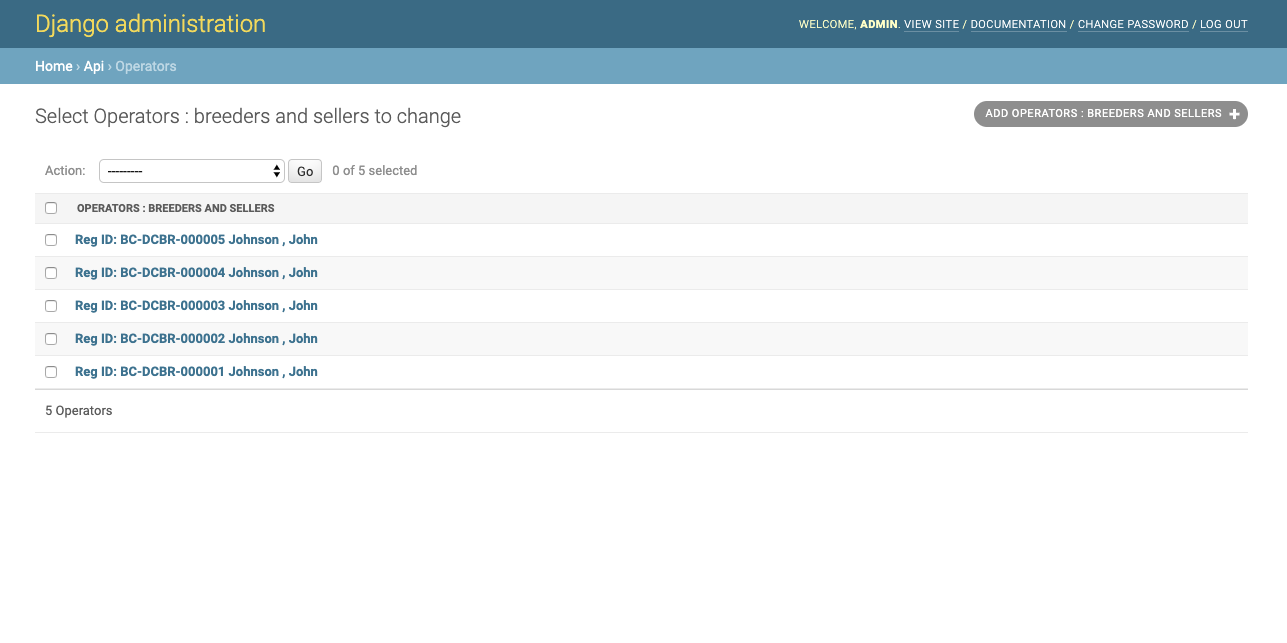 Django administration
WELCOME, ADMIN. VIEW SITE / DOCUMENTATION / CHANGE PASSWORD / LOG OUT
Home › Api › Operators
Select Operators : breeders and sellers to change
ADD OPERATORS : BREEDERS AND SELLERS +
Action: --------- Go 0 of 5 selected
OPERATORS : BREEDERS AND SELLERS
Reg ID: BC-DCBR-000005 Johnson , John
Reg ID: BC-DCBR-000004 Johnson , John
Reg ID: BC-DCBR-000003 Johnson , John
Reg ID: BC-DCBR-000002 Johnson , John
Reg ID: BC-DCBR-000001 Johnson , John
5 Operators